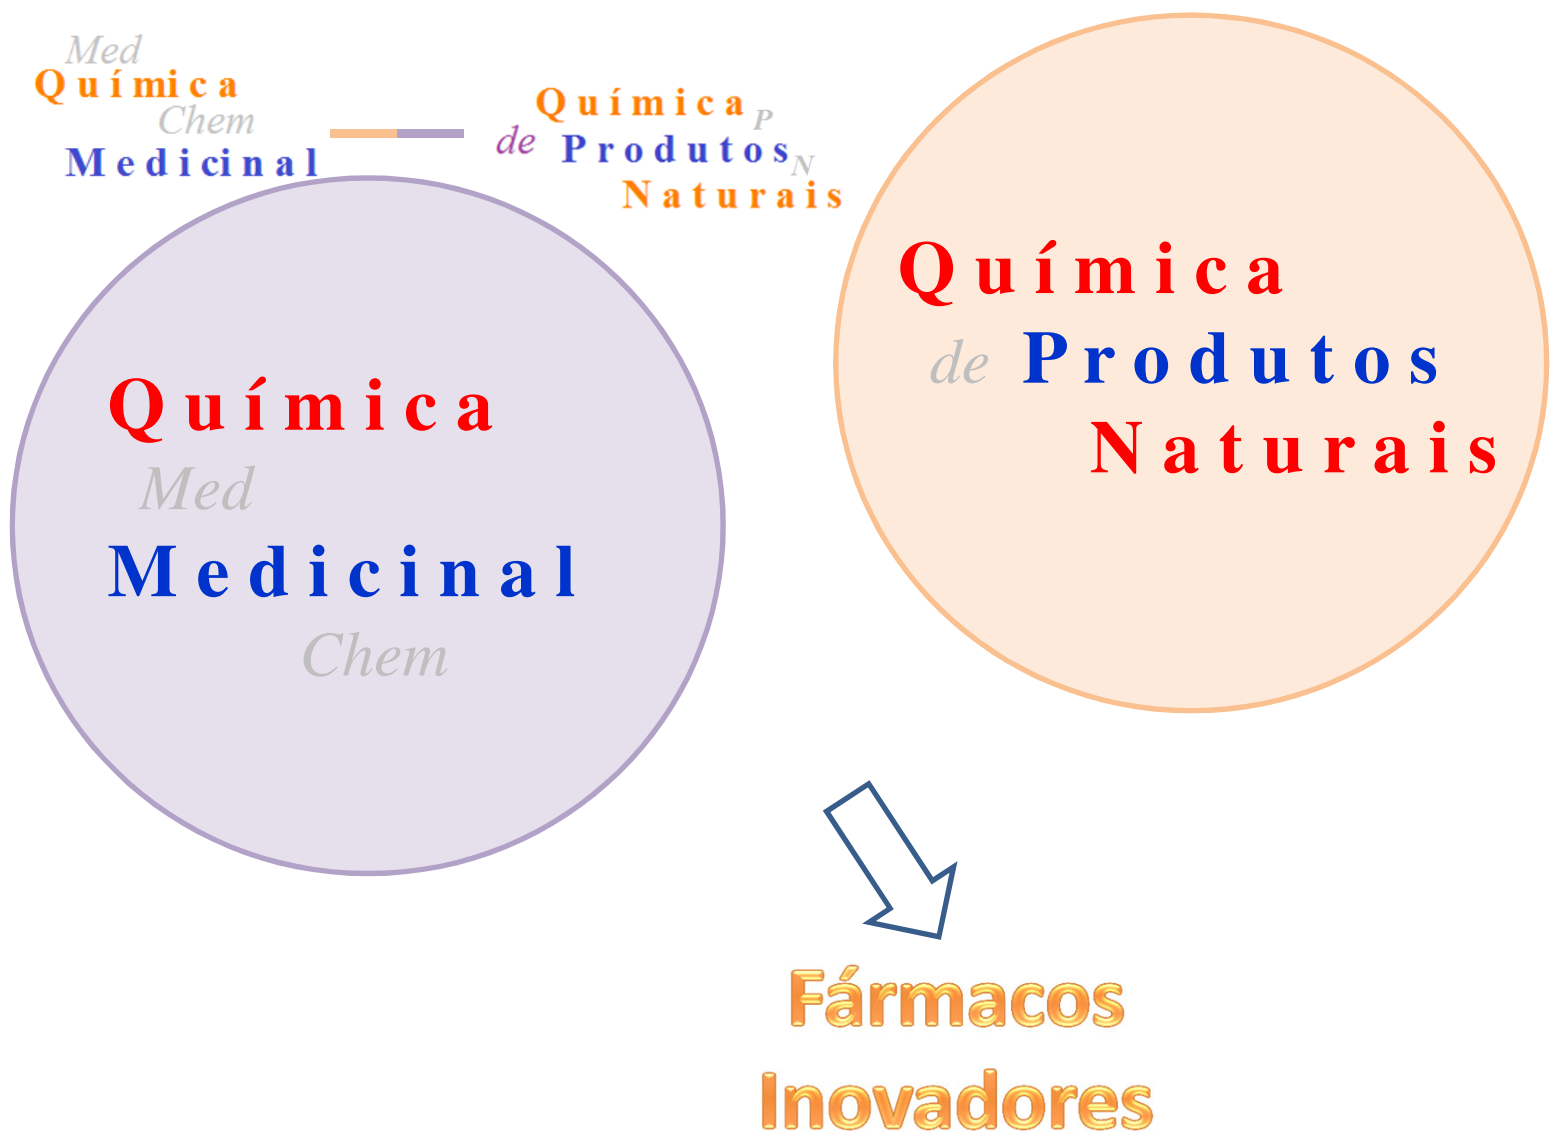 Med
Química
Chem
Medicinal
Química P
de Produtos N
Naturais
Química
Med
Medicinal
Chem
Química
de Produtos
Naturais
Fármacos
Inovadores